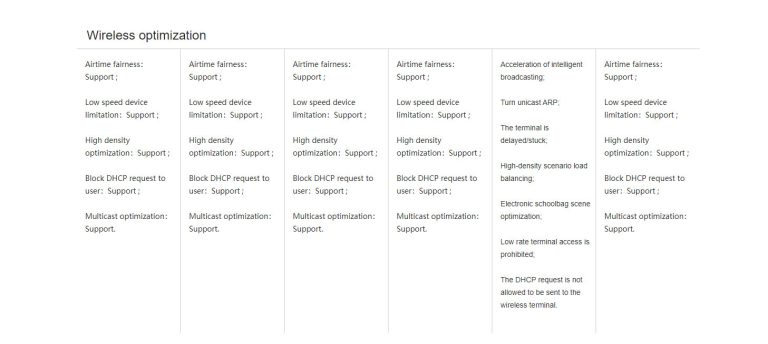 Wireless optimization
Airtime fairness:
Support ;
Low speed device
limitation: Support ;
High density
optimization: Support ;
Block DHCP request to
user: Support ;
Multicast optimization:
Support.
Airtime fairness:
Support ;
Low speed device
limitation: Support ;
High density
optimization: Support ;
Block DHCP request to
user: Support ;
Multicast optimization:
Support.
Airtime fairness:
Support ;
Low speed device
limitation: Support ;
High density
optimization: Support ;
Block DHCP request to
user: Support ;
Multicast optimization:
Support.
Airtime fairness:
Support ;
Low speed device
limitation: Support ;
High density
optimization: Support ;
Block DHCP request to
user: Support ;
Multicast optimization:
Support.
Acceleration of intelligent
broadcasting;
Turn unicast ARP;
The terminal is
delayed/stuck;
High-density scenario load
balancing;
Electronic schoolbag scene
optimization;
Low rate terminal access is
prohibited;
The DHCP request is not
allowed to be sent to the
wireless terminal.
Airtime fairness:
Support ;
Low speed device
limitation: Support ;
High density
optimization: Support ;
Block DHCP request to
user: Support ;
Multicast optimization:
Support.